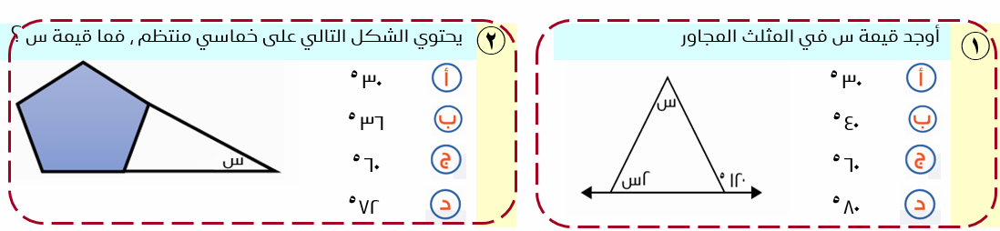 ١
أوجد قيمة س في المثلث المجاور
أ
٣٠°
ب
٤٠°
ج
٦٠°
د
٨٠°
س
٢س
١٢٠°
٢
يحتوي الشكل التالي على خماسي منتظم , فما قيمة س ؟
أ
٣٠°
ب
٣٦°
ج
٦٠°
د
٧٢°
س